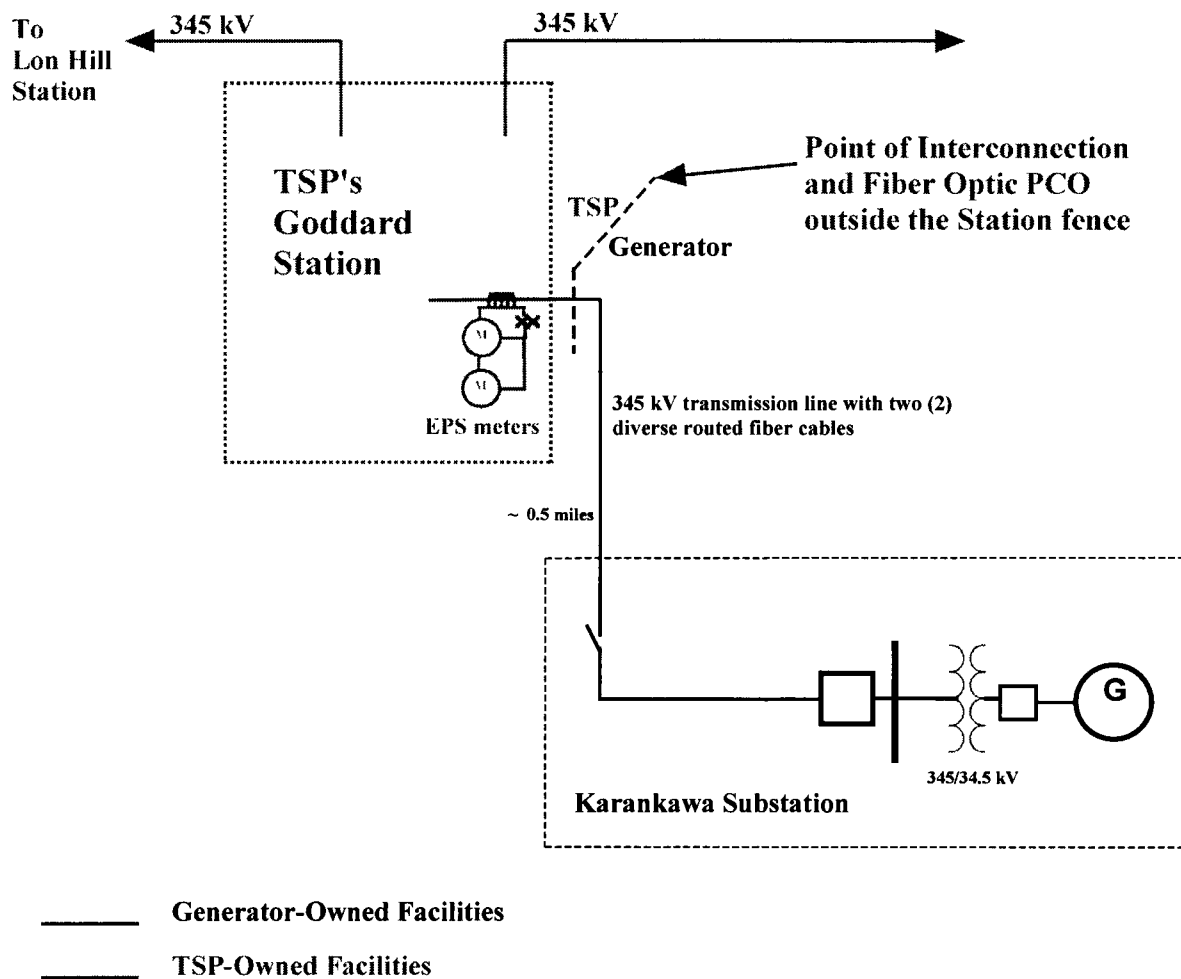 To
Lon Hill
Station
345 kV
345 kV
TSP's
Goddard
Station
TSP
Generator
Point of Interconnection
and Fiber Optic PCO
outside the Station fence
M
M
EPS meters
345 kV transmission line with two (2)
diverse routed fiber cables
~ 0.5 miles
G
345/34.5 kV
Karankawa Substation
Generator-Owned Facilities
TSP-Owned Facilities